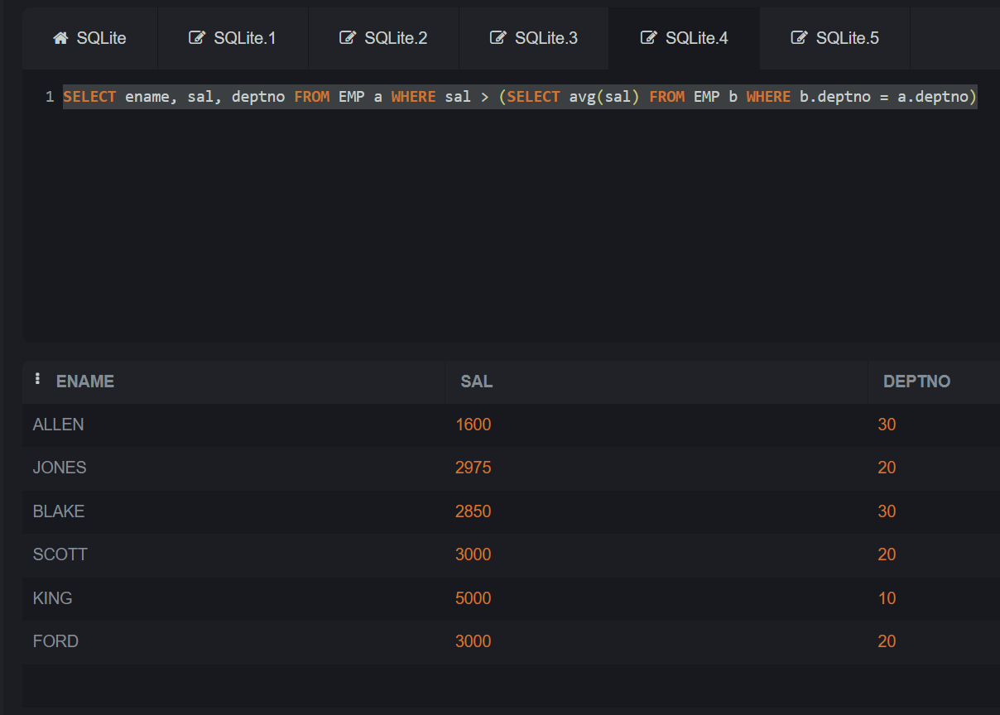 SQLite SQLite.1 SQLite.2 SQLite.3 SQLite.4 SQLite.5
1 SELECT ename, sal, deptno FROM EMP a WHERE sal > (SELECT avg(sal) FROM EMP b WHERE b.deptno = a.deptno)
ENAME SAL DEPTNO
ALLEN 1600 30
JONES 2975 20
BLAKE 2850 30
SCOTT 3000 20
KING 5000 10
FORD 3000 20